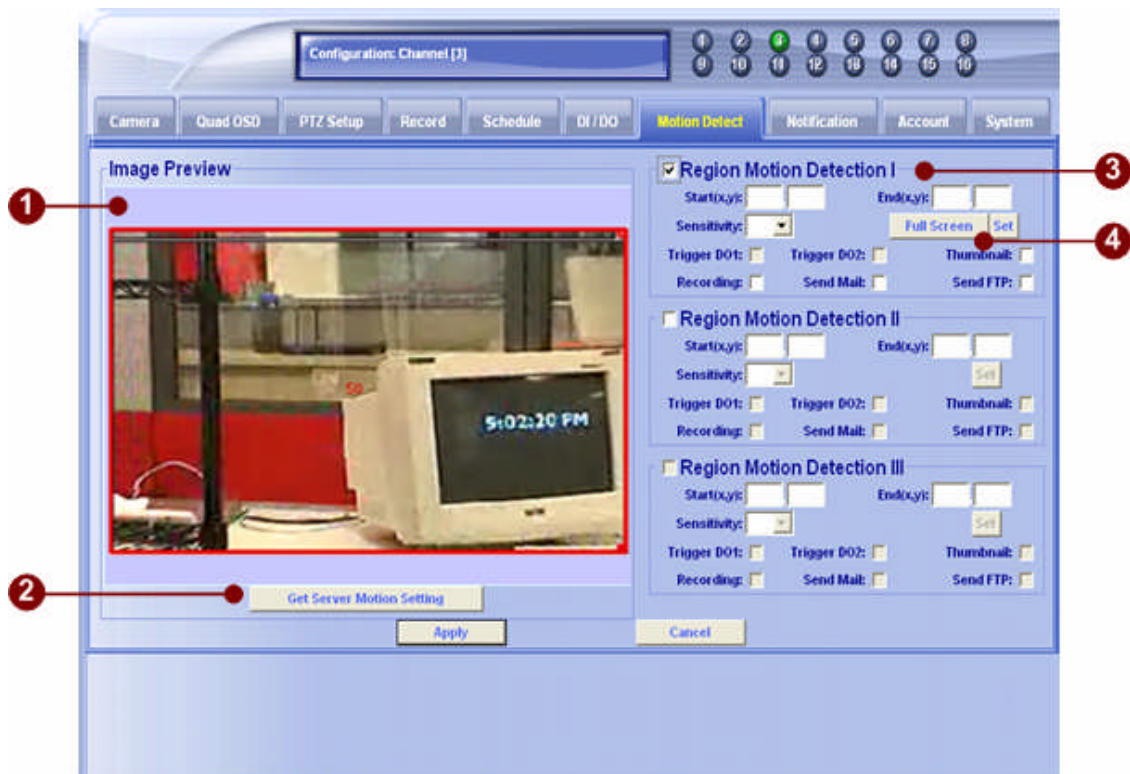 Configuration: Channel [3]
1 2 3 4 5 6 7 8
9 10 11 12 13 14 15 16
Camera Quad OSD PTZ Setup Record Schedule DI / DO Motion Detect Notification Account System
Image Preview
1
5:02:20 PM
50
2
Get Server Motion Setting
Apply
Cancel
Region Motion Detection I
3
Start(x,y): End(x,y):
Sensitivity: Full Screen Set
4
Trigger DO1: Trigger DO2: Thumbnail:
Recording: Send Mail: Send FTP:
Region Motion Detection II
Start(x,y): End(x,y):
Sensitivity: Set
Trigger DO1: Trigger DO2: Thumbnail:
Recording: Send Mail: Send FTP:
Region Motion Detection III
Start(x,y): End(x,y):
Sensitivity: Set
Trigger DO1: Trigger DO2: Thumbnail:
Recording: Send Mail: Send FTP: